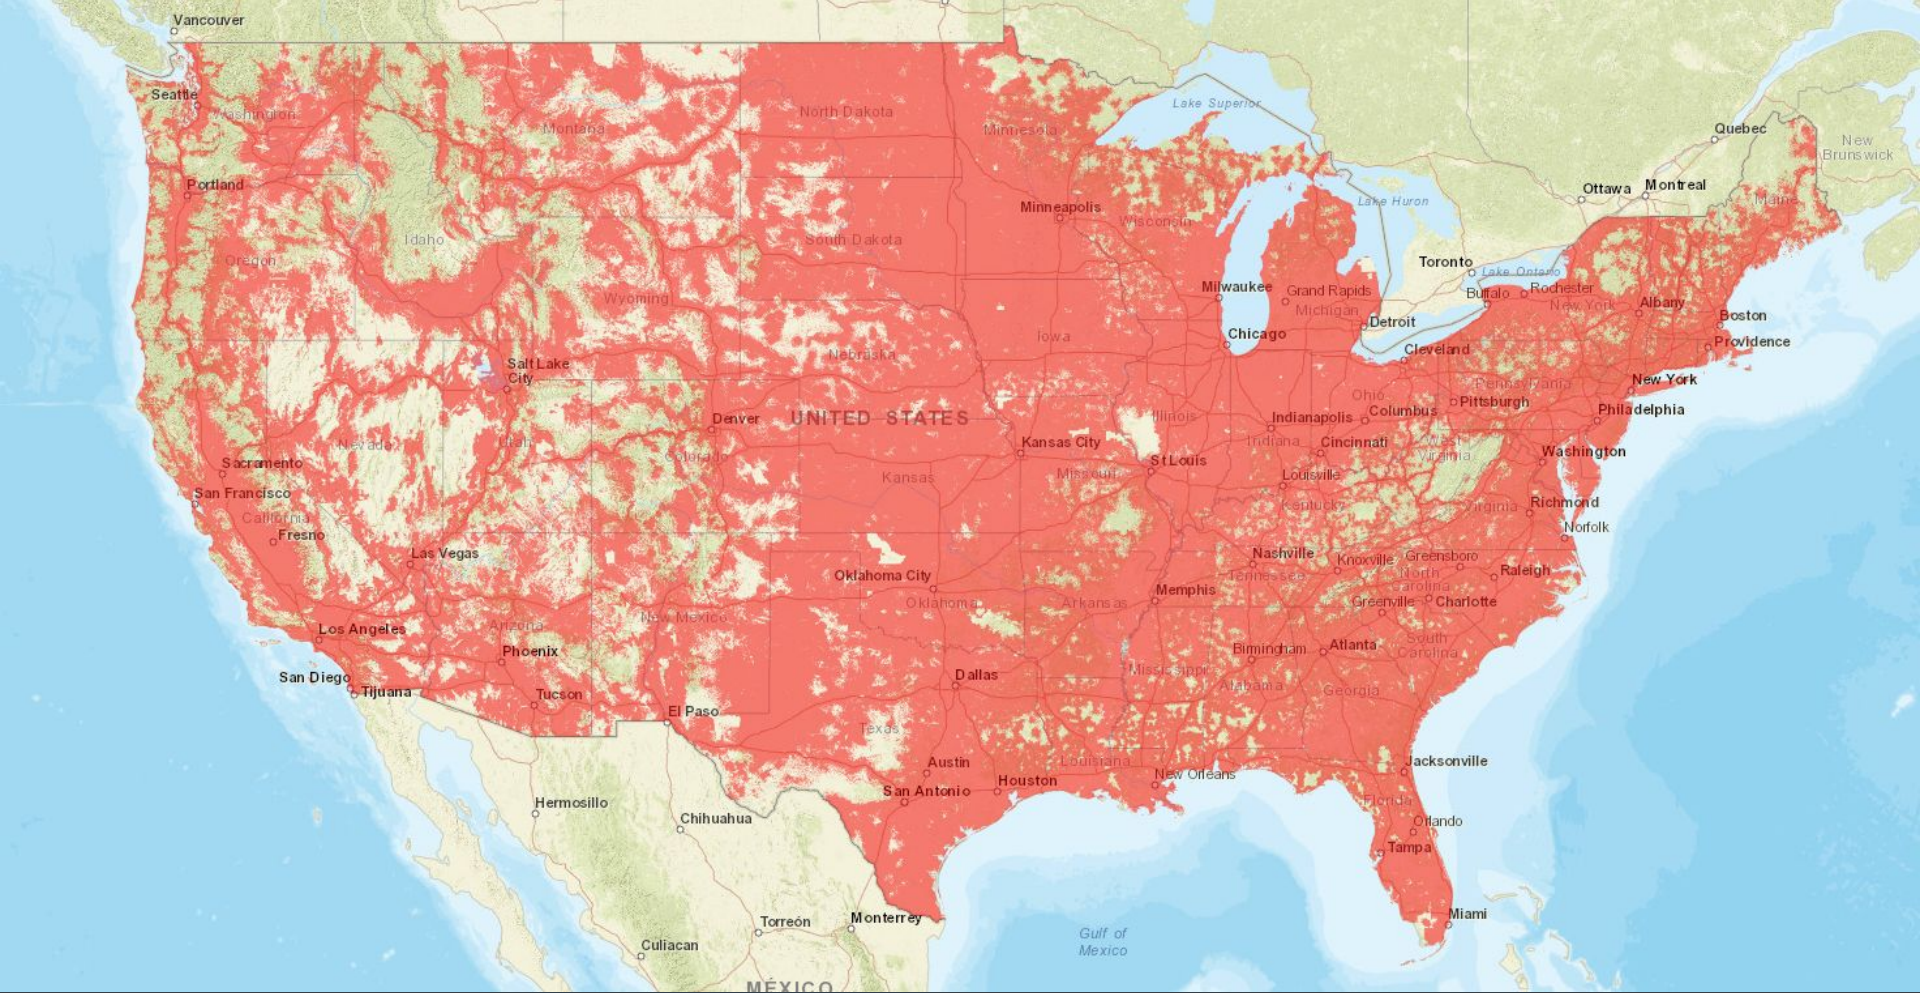 Vancouver
Seattle
Washington
Montana
North Dakota
Minnesota
Lake Superior
Quebec
New
Brunswick
Maine
Ottawa
Montreal
Portland
Minneapolis
Wisconsin
Lake Huron
Idaho
South Dakota
Oregon
Toronto
Lake Ontario
Wyoming
Milwaukee
Grand Rapids
Michigan
Buffalo
Rochester
New York
Albany
Detroit
Boston
Iowa
Chicago
Providence
Nebraska
Cleveland
Salt Lake
City
New York
Pennsylvania
Ohio
Pittsburgh
Denver
UNITED STATES
Illinois
Indianapolis
Columbus
Philadelphia
Nevada
Utah
Kansas City
Indiana
Cincinnati
West
Virginia
Washington
Colorado
Sacramento
Kansas
Missouri
St Louis
Louisville
San Francisco
Kentucky
Virginia
Richmond
California
Fresno
Norfolk
Las Vegas
Nashville
Knoxville
Greensboro
Oklahoma City
Tennessee
North
Carolina
Raleigh
Memphis
Oklahoma
Arkansas
Greenville
Charlotte
New Mexico
Arizona
Los Angeles
Phoenix
Birmingham
Atlanta
South
Carolina
San Diego
Tijuana
Tucson
Dallas
Mississippi
Alabama
Georgia
El Paso
Texas
Austin
Louisiana
Jacksonville
San Antonio
Houston
New Orleans
Hermosillo
Chihuahua
Florida
Orlando
Tampa
Torreón
Monterrey
Miami
Culiacan
Gulf of
Mexico
MÉXICO